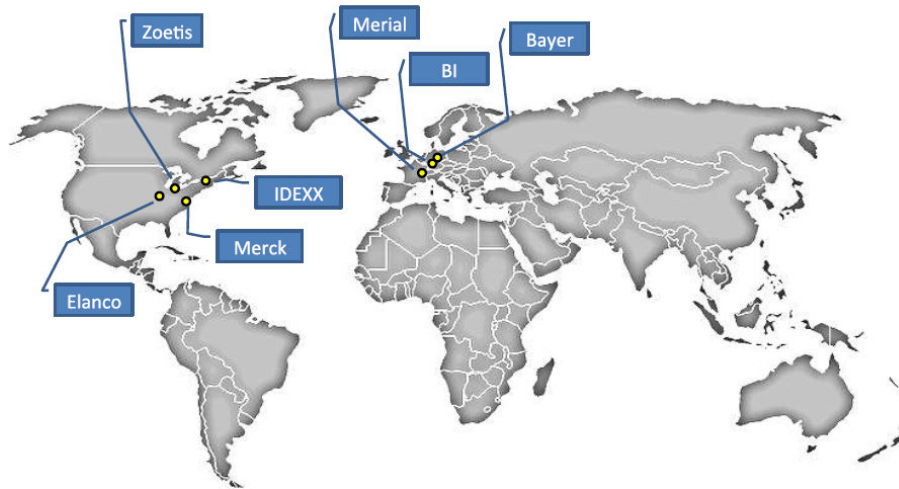 Zoetis
Merial
Bayer
BI
IDEXX
Merck
Elanco